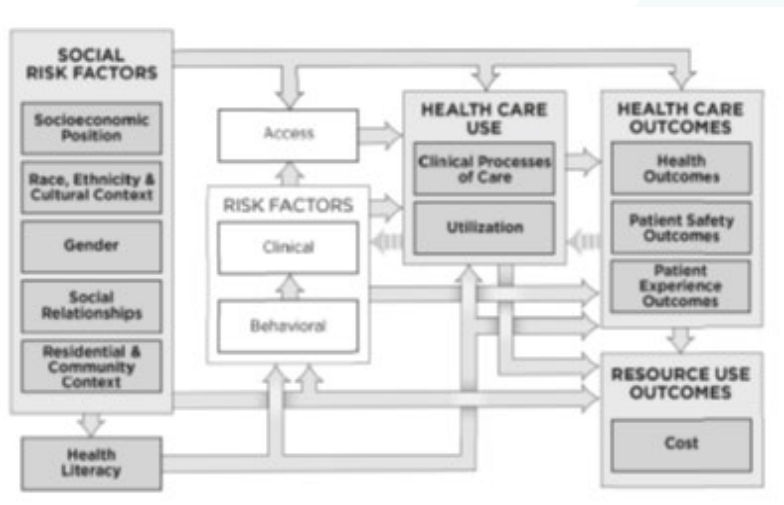 SOCIAL
RISK FACTORS
Socioeconomic
Position
Race, Ethnicity &
Cultural Context
Gender
Social
Relationships
Residential &
Community
Context
Health
Literacy
Access
RISK FACTORS
Clinical
Behavioral
HEALTH CARE
USE
Clinical Processes
of Care
Utilization
HEALTH CARE
OUTCOMES
Health
Outcomes
Patient Safety
Outcomes
Patient
Experience
Outcomes
RESOURCE USE
OUTCOMES
Cost